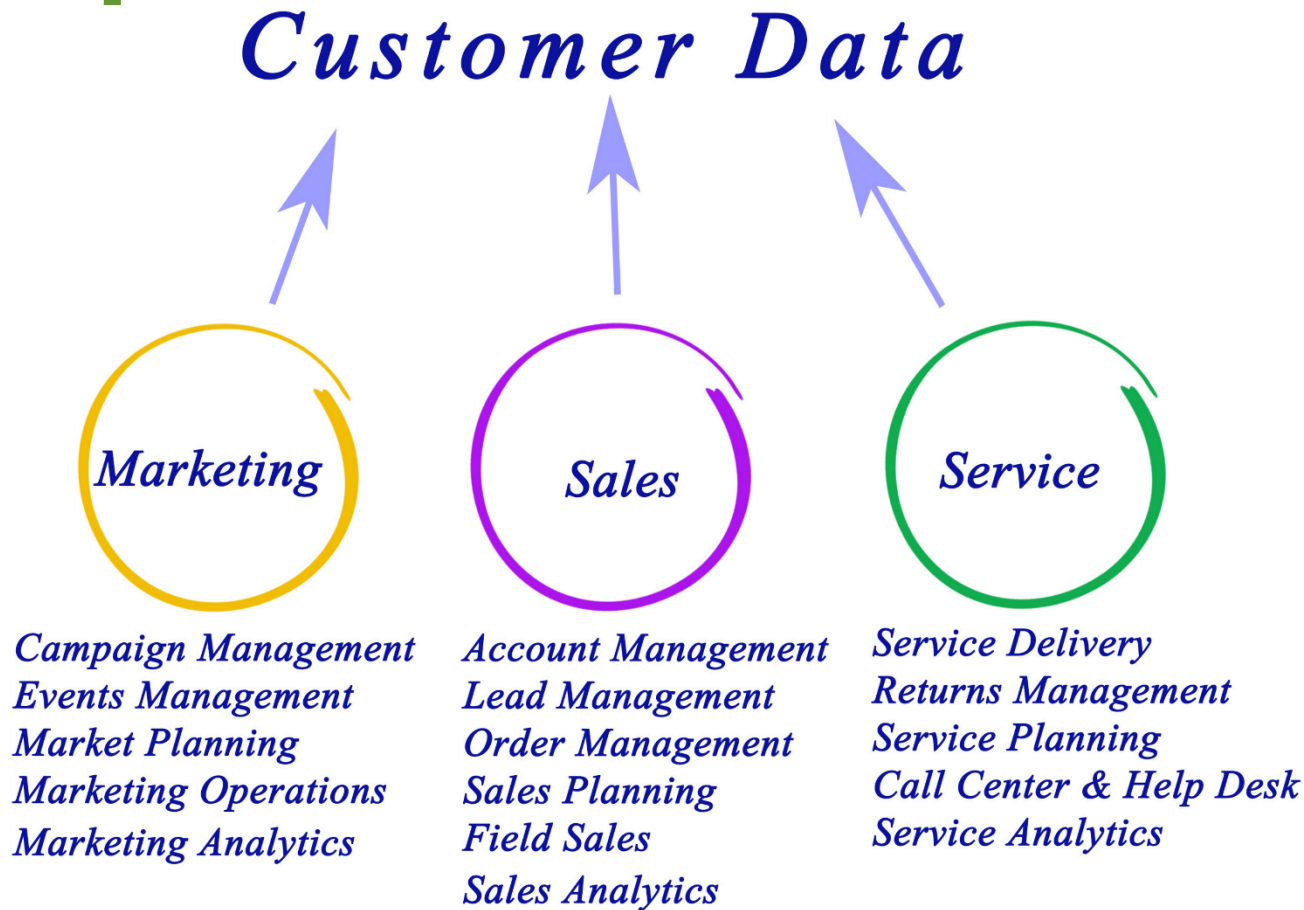 Customer Data
Marketing
Sales
Service
Campaign Management
Events Management
Market Planning
Marketing Operations
Marketing Analytics
Account Management
Lead Management
Order Management
Sales Planning
Field Sales
Sales Analytics
Service Delivery
Returns Management
Service Planning
Call Center & Help Desk
Service Analytics